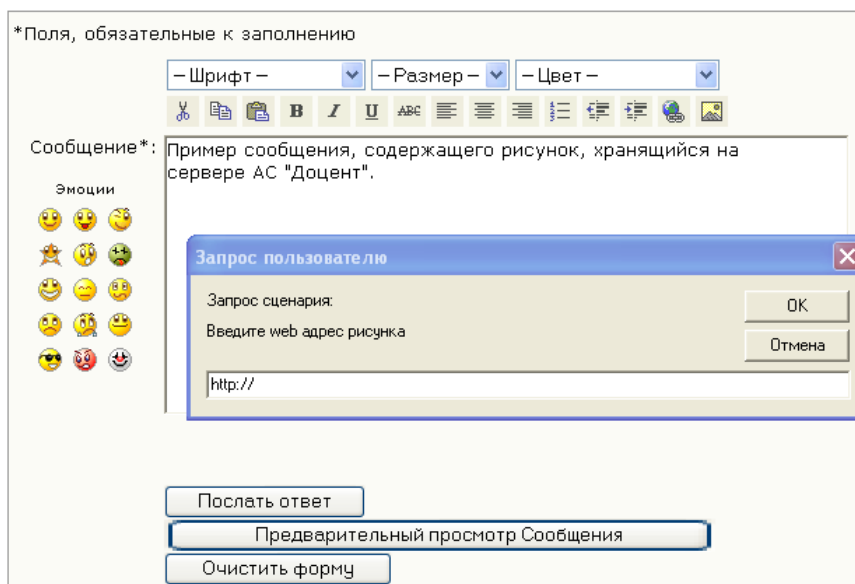 *Поля, обязательные к заполнению
– Шрифт – – Размер – – Цвет –
B I U ABC
Сообщение*: Пример сообщения, содержащего рисунок, хранящийся на
сервере АС "Доцент".
Эмоции
Запрос пользователю
Запрос сценария:
OK
Введите web адрес рисунка
Отмена
http://
Послать ответ
Предварительный просмотр Сообщения
Очистить форму